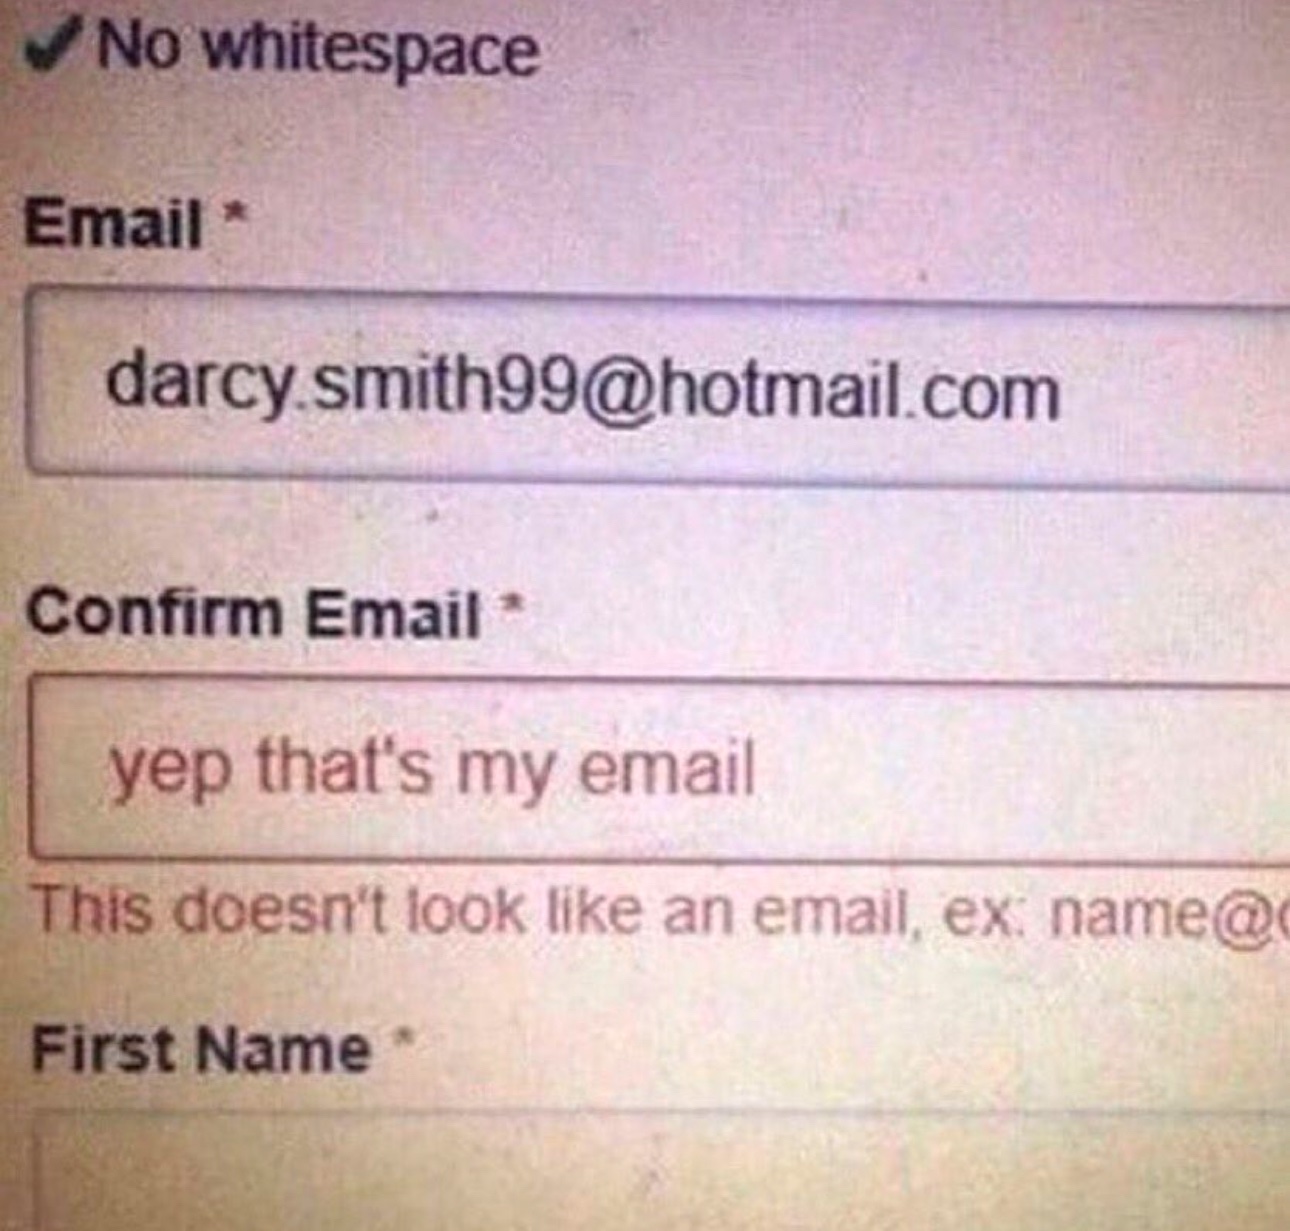 ✔No whitespace
Email *
darcy.smith99@hotmail.com
Confirm Email *
yep that's my email
This doesn't look like an email, ex: name@
First Name *